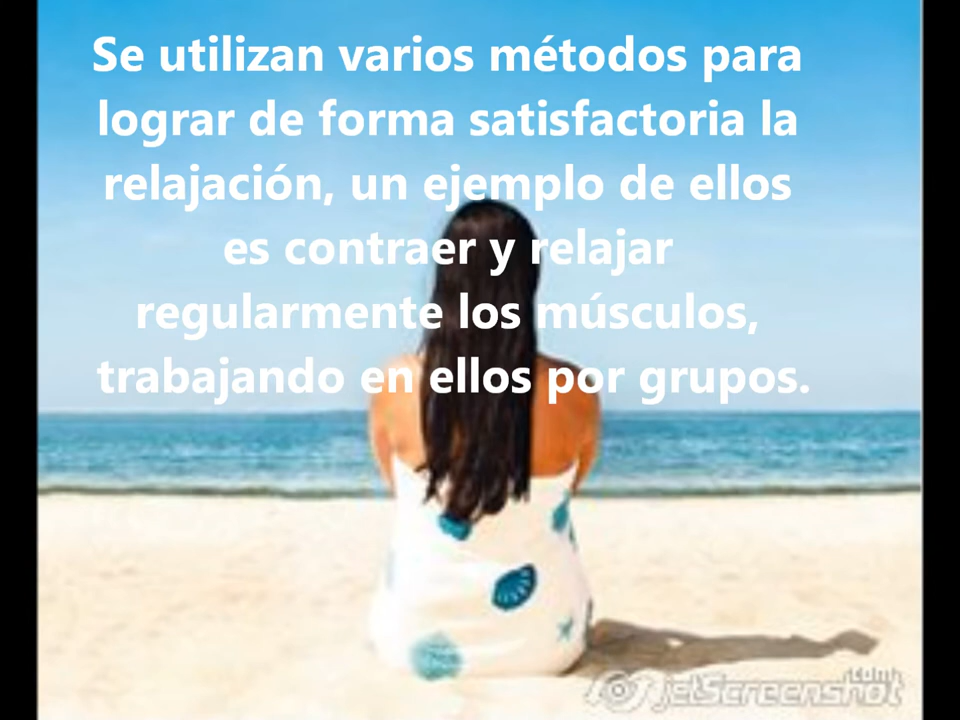 Se utilizan varios métodos para
lograr de forma satisfactoria la
relajación, un ejemplo de ellos
es contraer y relajar
regularmente los músculos,
trabajando en ellos por grupos.
jetScreenshot
.com